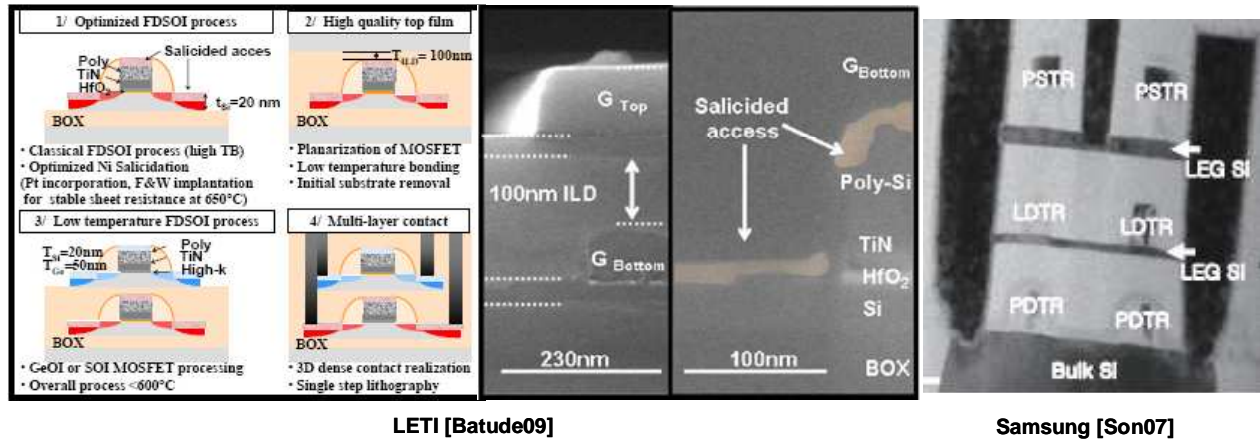 1/ Optimized FDSOI process
Poly
TiN
HfO₂
Salicided acces
tSi=20 nm
BOX
· Classical FDSOI process (high TB)
· Optimized Ni Salicidation
(Pt incorporation, F&W implantation
for stable sheet resistance at 650°C)
2/ High quality top film
TILD= 100nm
· Planarization of MOSFET
· Low temperature bonding
· Initial substrate removal
3/ Low temperature FDSOI process
TSi=20nm
TGe=50nm
Poly
TiN
High-k
BOX
· GeOI or SOI MOSFET processing
· Overall process <600°C
4/ Multi-layer contact
· 3D dense contact realization
· Single step lithography
G Top
100nm ILD
G Bottom
230nm
GBottom
Salicided
access
Poly-Si
TiN
HfO₂
Si
100nm
BOX
PSTR
PSTR
LEG Si
LDTR
LDTR
LEG Si
PDTR
PDTR
Bulk Si
LETI [Batude09]
Samsung [Son07]